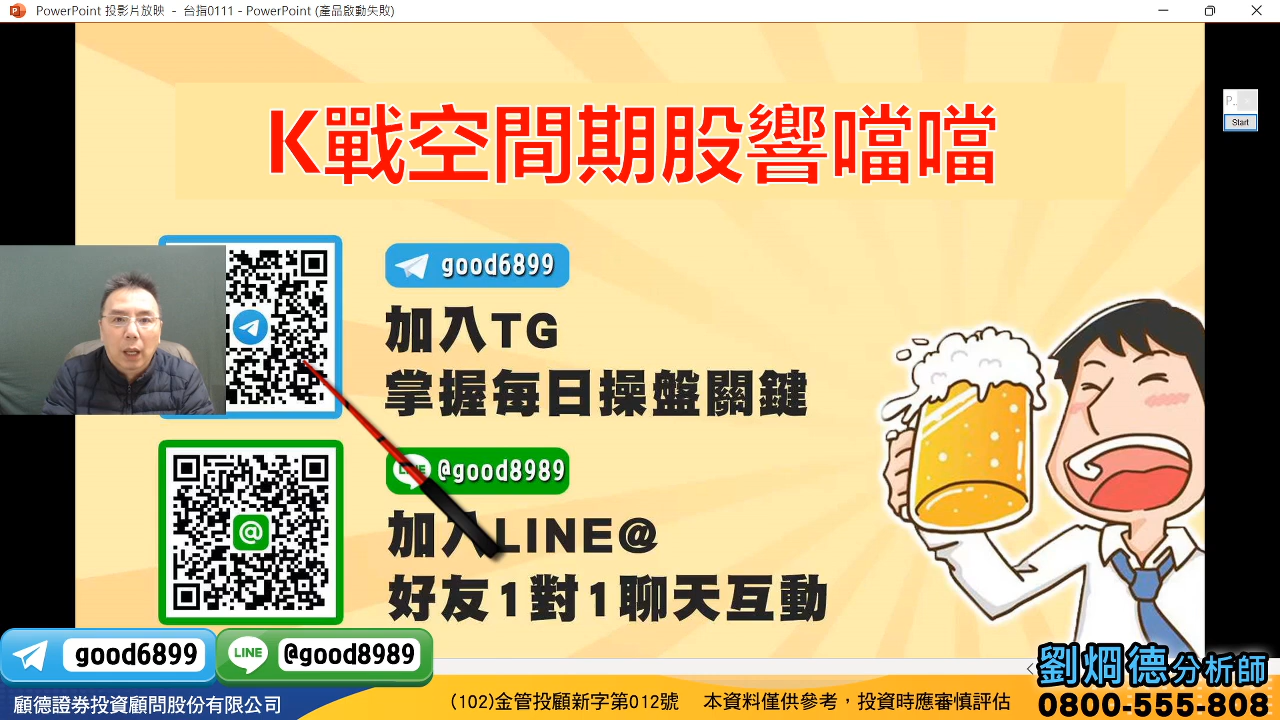 PowerPoint 投影片放映 - 台指0111 - PowerPoint (產品啟動失敗)
P..
Start
K戰空間期股響噹噹
good6899
加入TG
掌握每日操盤關鍵
LINE @good8989
加入LINE@
好友1對1聊天互動
good6899
LINE @good8989
劉烱德分析師
顧德證券投資顧問股份有限公司
(102)金管投顧新字第012號 本資料僅供參考，投資時應審慎評估
0800-555-808